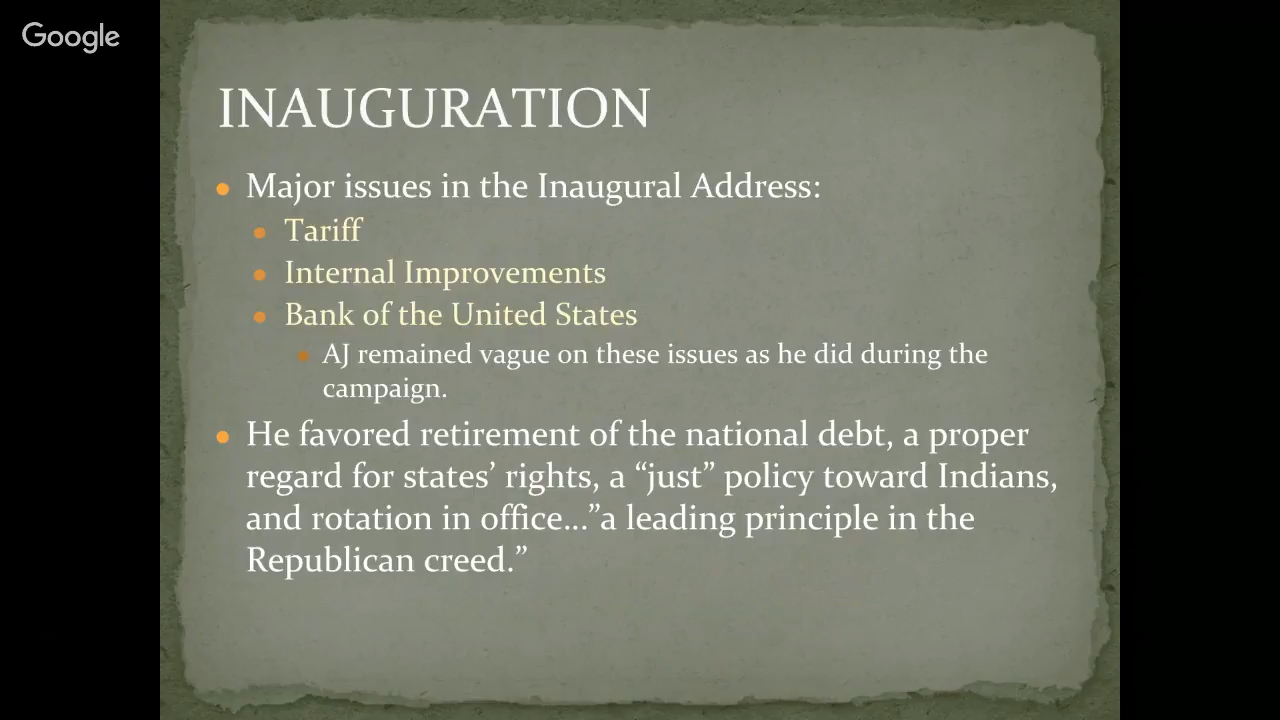 Google
INAUGURATION
Major issues in the Inaugural Address:
Tariff
Internal Improvements
Bank of the United States
AJ remained vague on these issues as he did during the
campaign.
He favored retirement of the national debt, a proper
regard for states’ rights, a “just” policy toward Indians,
and rotation in office…”a leading principle in the
Republican creed.”